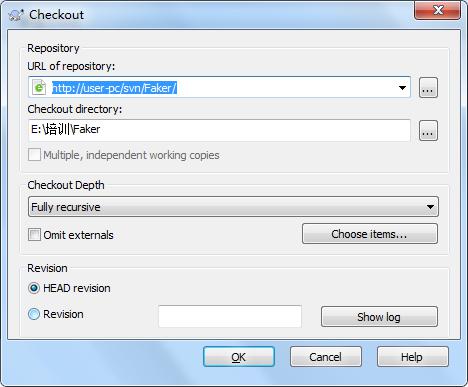 Checkout
Repository
URL of repository:
http://user-pc/svn/Faker/
...
Checkout directory:
E:\培训\Faker
...
Multiple, independent working copies
Checkout Depth
Fully recursive
Omit externals
Choose items...
Revision
HEAD revision
Revision
Show log
OK
Cancel
Help